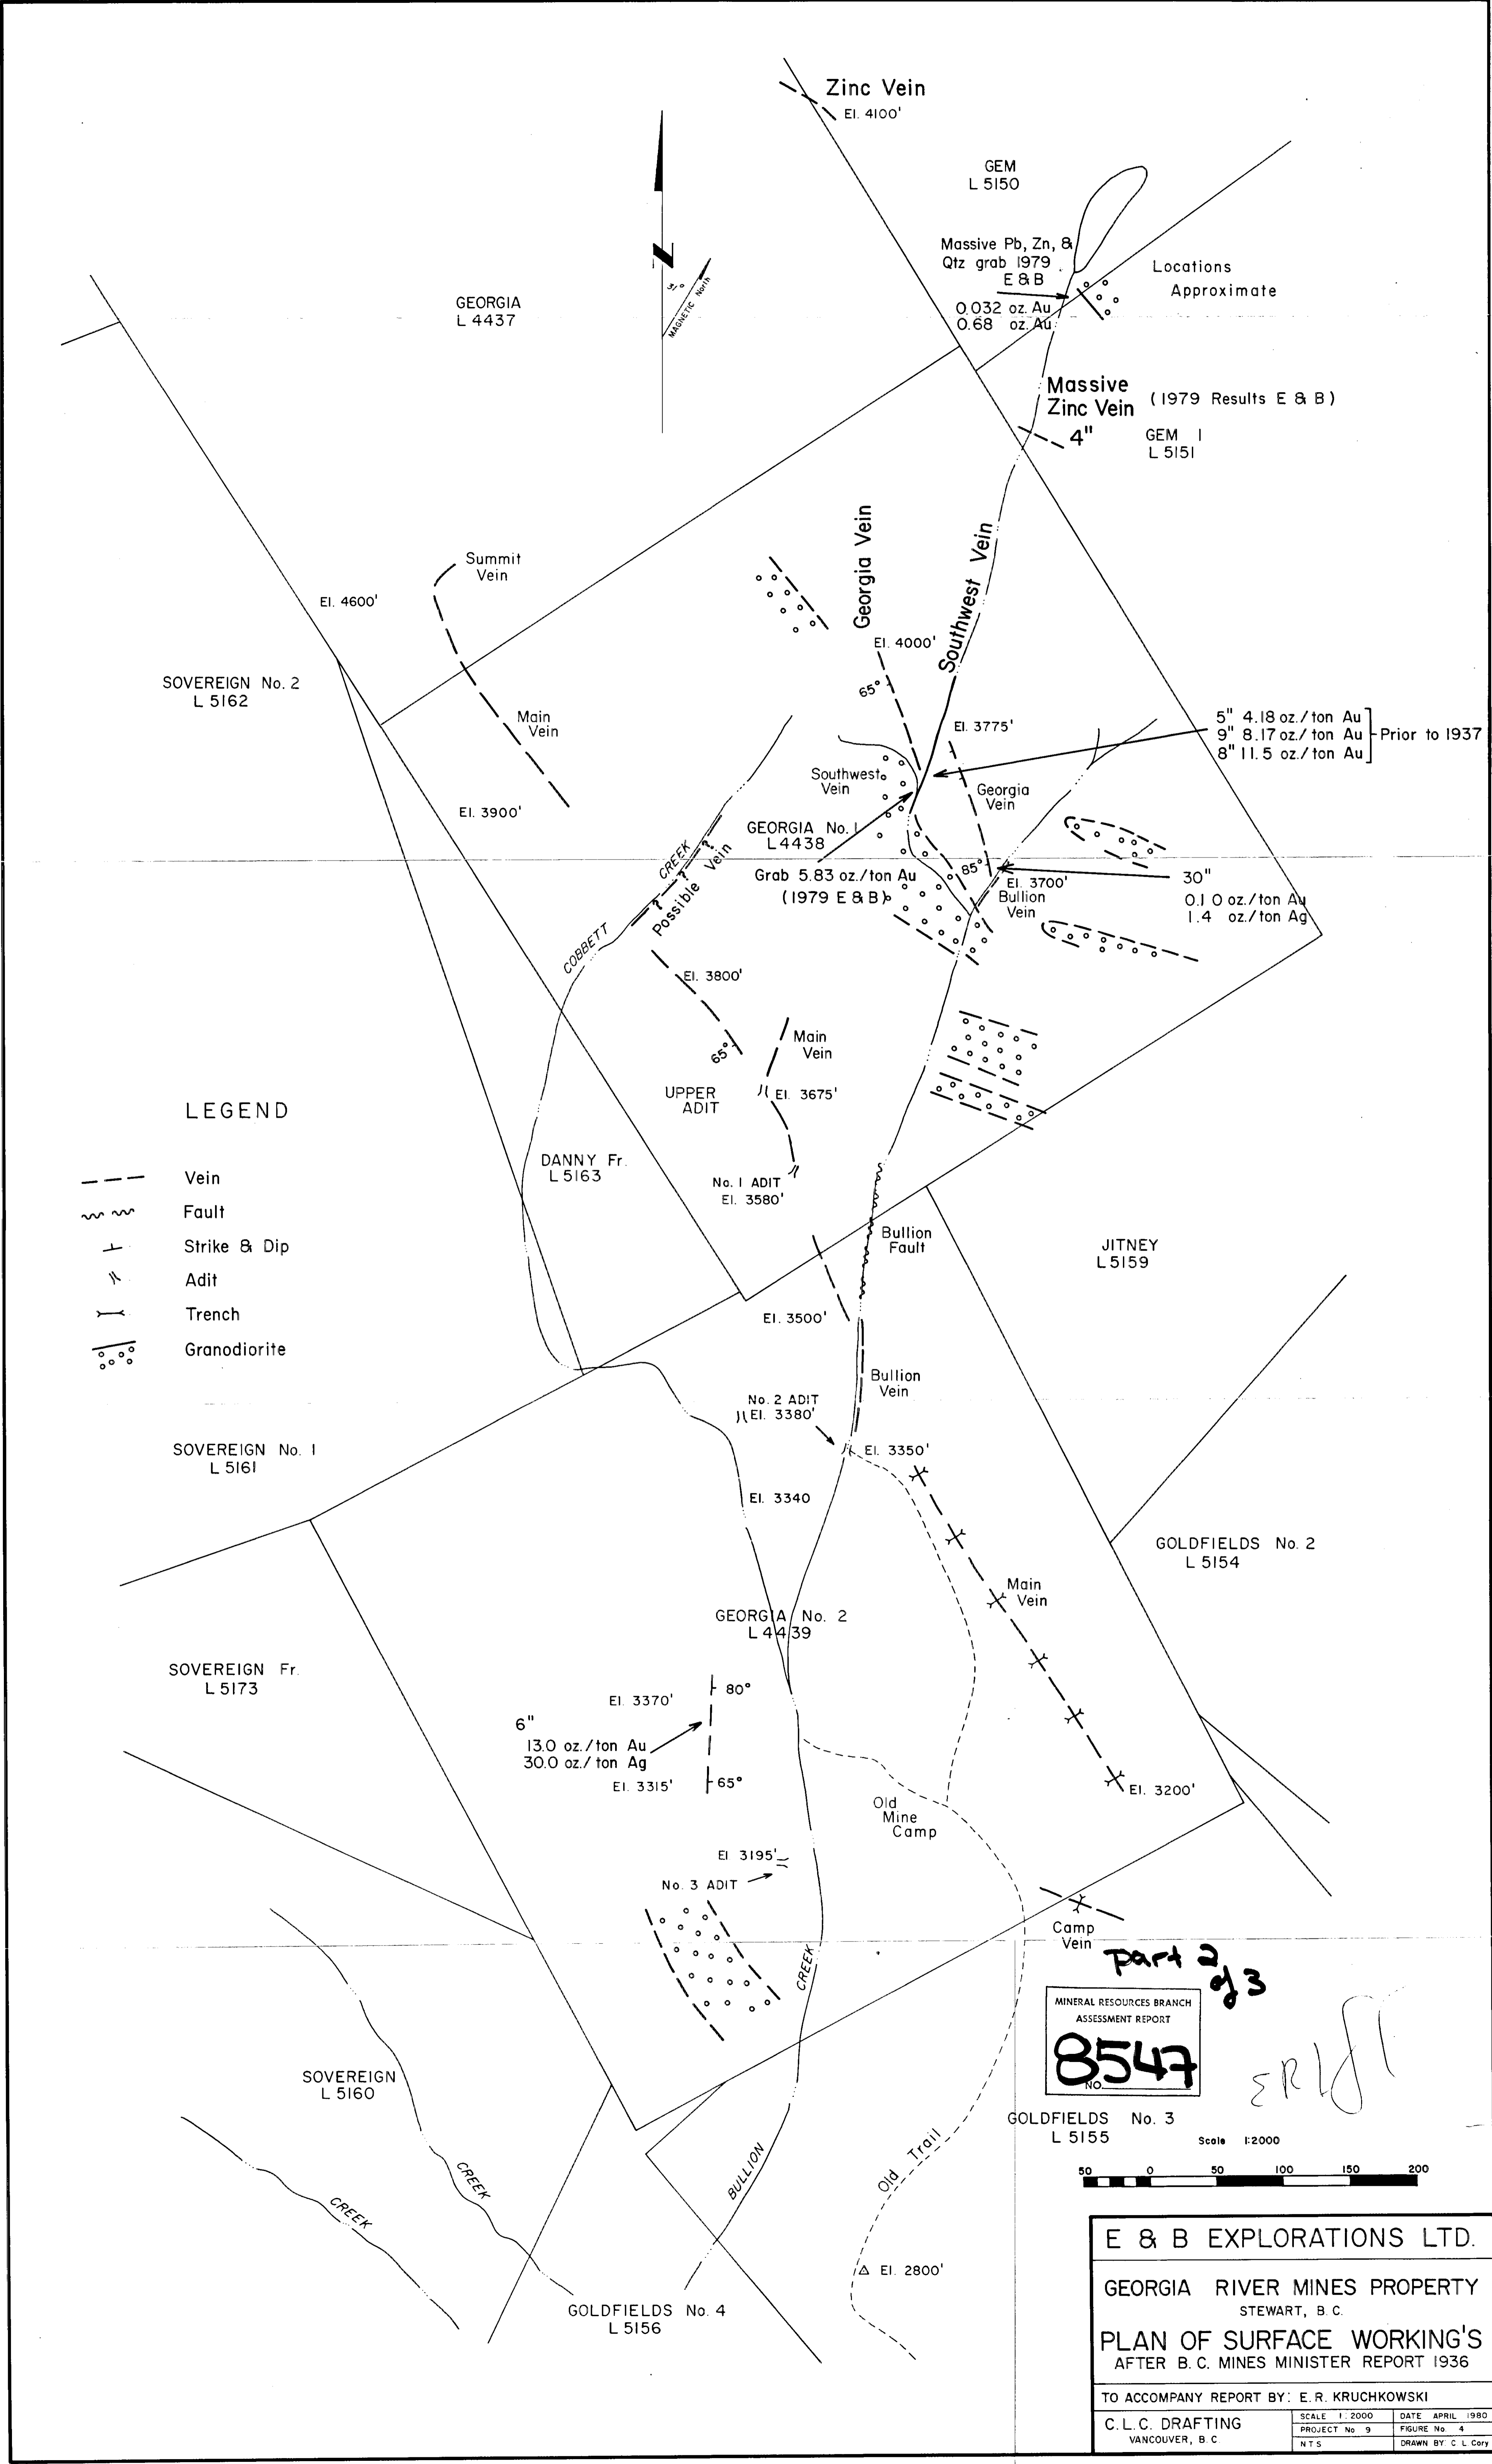 Zinc Vein
El. 4100'
GEM
L 5150
Massive Pb, Zn, &
Qtz grab 1979
E & B
0.032 oz. Au
0.68 oz. Au
Locations
Approximate
N
MAGNETIC North
GEORGIA
L 4437
Massive
Zinc Vein
(1979 Results E & B)
4"
GEM 1
L 5151
Georgia Vein
Southwest Vein
Summit
Vein
El. 4600'
El. 4000'
65°
SOVEREIGN No. 2
L 5162
Main
Vein
El. 3775'
5" 4.18 oz./ton Au
9" 8.17 oz./ton Au
8" 11.5 oz./ton Au
Prior to 1937
Southwest
Vein
Georgia
Vein
El. 3900'
GEORGIA No. 1
L 4438
CREEK
Possible Vein
? ? ?
Grab 5.83 oz./ton Au
(1979 E & B)
85°
El. 3700'
Bullion
Vein
30"
0.10 oz./ton Au
1.4 oz./ton Ag
COBBETT
El. 3800'
65°
Main
Vein
UPPER
ADIT
El. 3675'
LEGEND
Vein
Fault
Strike & Dip
Adit
Trench
Granodiorite
DANNY Fr.
L 5163
No. 1 ADIT
El. 3580'
Bullion
Fault
JITNEY
L 5159
El. 3500'
Bullion
Vein
No. 2 ADIT
El. 3380'
El. 3350'
SOVEREIGN No. 1
L 5161
El. 3340
GOLDFIELDS No. 2
L 5154
Main
Vein
GEORGIA No. 2
L 4439
SOVEREIGN Fr.
L 5173
80°
El. 3370'
6"
13.0 oz./ton Au
30.0 oz./ton Ag
El. 3315'
65°
El. 3200'
Old
Mine
Camp
El 3195'
No. 3 ADIT
Camp
Vein
CREEK
part 2
of 3
MINERAL RESOURCES BRANCH
ASSESSMENT REPORT
8547
NO.
SOVEREIGN
L 5160
GOLDFIELDS No. 3
L 5155
Scale 1:2000
50 0 50 100 150 200
CREEK
CREEK
BULLION
Old Trail
El. 2800'
GOLDFIELDS No. 4
L 5156
E & B EXPLORATIONS LTD.
GEORGIA RIVER MINES PROPERTY
STEWART, B.C.
PLAN OF SURFACE WORKING'S
AFTER B.C. MINES MINISTER REPORT 1936
TO ACCOMPANY REPORT BY: E.R. KRUCHKOWSKI
C.L.C. DRAFTING
VANCOUVER, B.C.
SCALE 1:2000
DATE APRIL 1980
PROJECT No 9
FIGURE No. 4
N T S
DRAWN BY: C. L. Cory